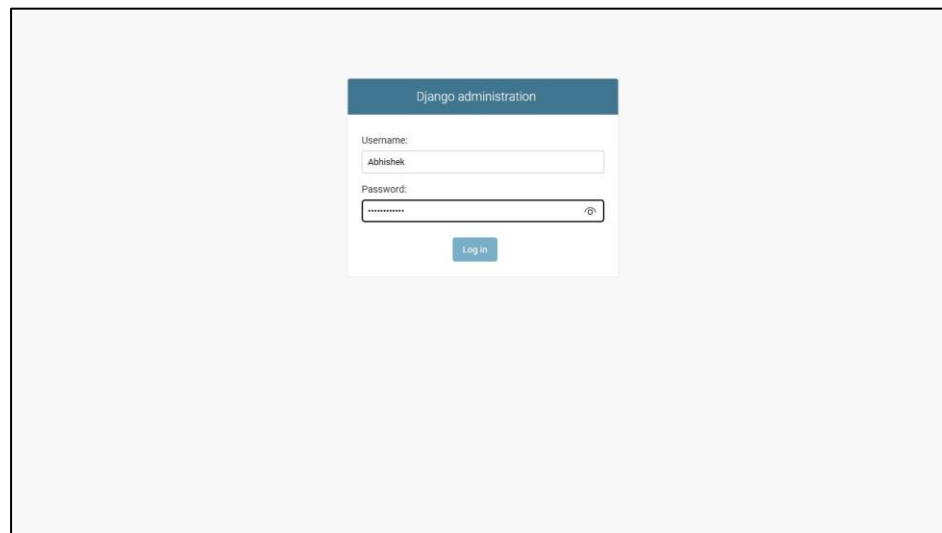 Django administration
Username:
Abhishek
Password:
••••••••••••
Log in